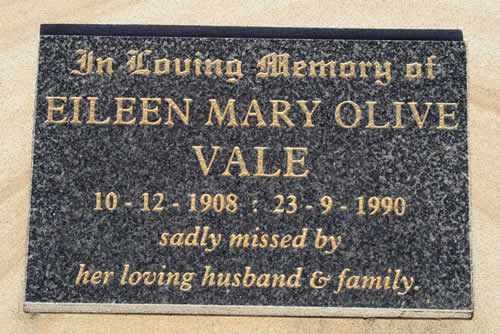 In Loving Memory of
EILEEN MARY OLIVE
VALE
10 - 12 - 1908 : 23 - 9 - 1990
sadly missed by
her loving husband & family.